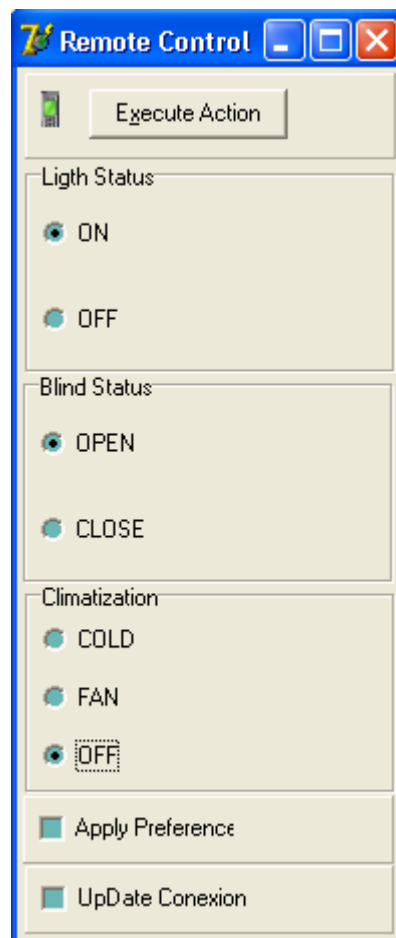 Remote Control
Execute Action
Ligth Status
ON
OFF
Blind Status
OPEN
CLOSE
Climatization
COLD
FAN
OFF
Apply Preference
UpDate Conexion